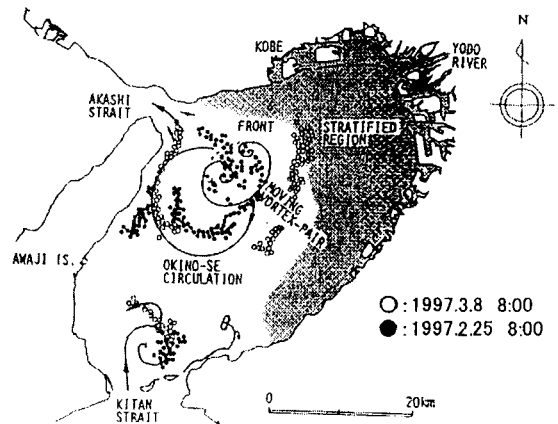 N
KOBE
YODO
RIVER
AKASHI
STRAIT
FRONT
STRATIFIED
REGION
MOVING
VORTEX-PAIR
AWAJI IS.
OKINO-SE
CIRCULATION
○ : 1997.3.8 8:00
● : 1997.2.25 8:00
KITAN
STRAIT
0 20km